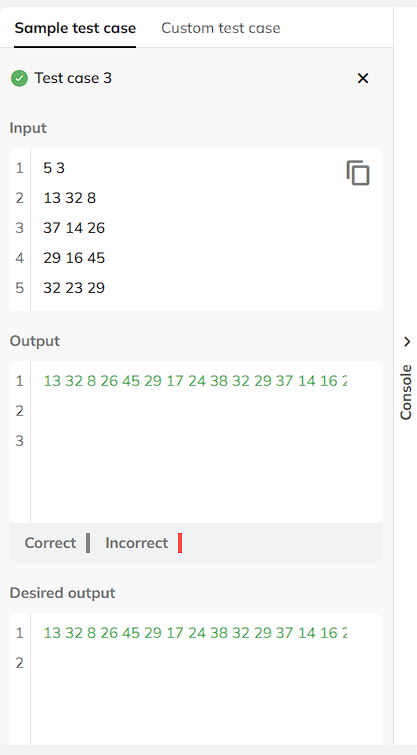 Sample test case Custom test case
Test case 3
Input
1 5 3
2 13 32 8
3 37 14 26
4 29 16 45
5 32 23 29
Output
1 13 32 8 26 45 29 17 24 38 32 29 37 14 16
2
3
Console
Correct Incorrect
Desired output
1 13 32 8 26 45 29 17 24 38 32 29 37 14 16
2